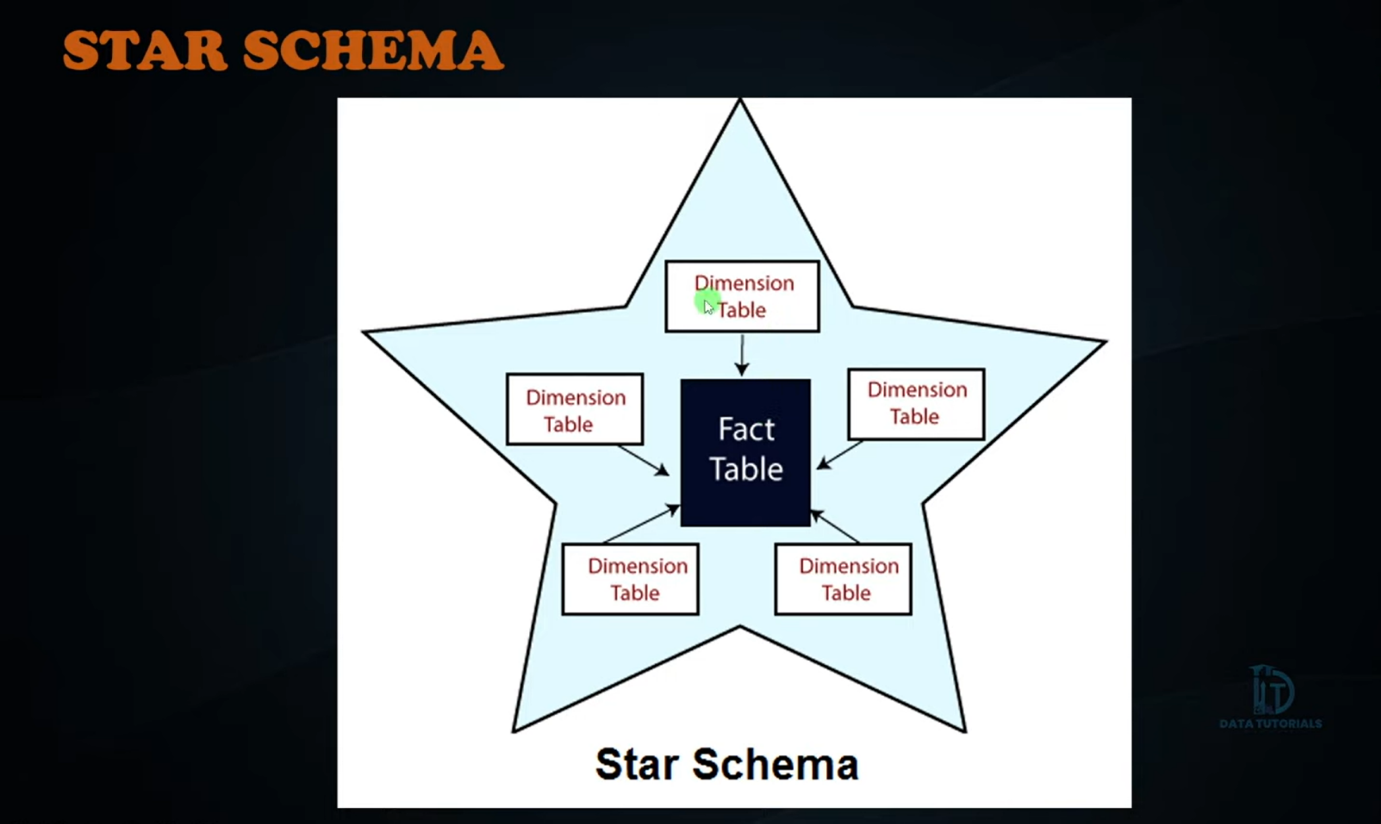 STAR SCHEMA
Dimension
Table
Dimension
Table
Dimension
Table
Fact
Table
Dimension
Table
Dimension
Table
DATA TUTORIALS
Star Schema